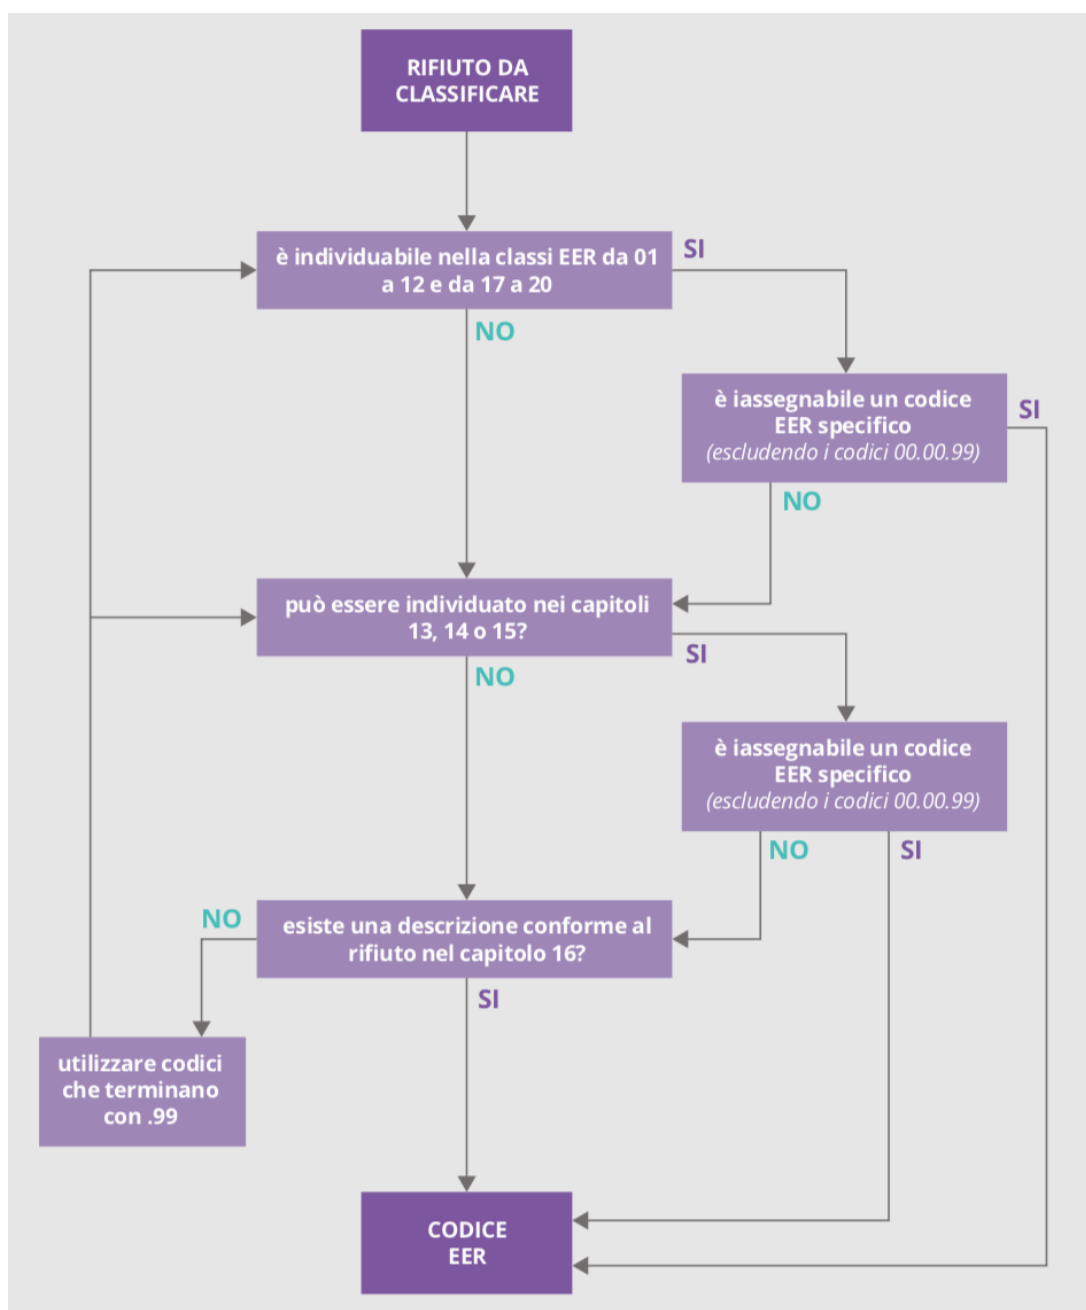 RIFIUTO DA
CLASSIFICARE
è individuabile nella classi EER da 01
a 12 e da 17 a 20
SI
NO
è iassegnabile un codice
EER specifico
(escludendo i codici 00.00.99)
SI
NO
può essere individuato nei capitoli
13, 14 o 15?
SI
NO
è iassegnabile un codice
EER specifico
(escludendo i codici 00.00.99)
NO
SI
esiste una descrizione conforme al
rifiuto nel capitolo 16?
NO
SI
utilizzare codici
che terminano
con .99
CODICE
EER